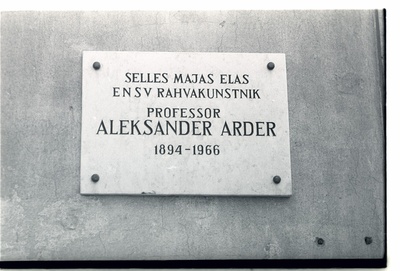 SELLES MAJAS ELAS
ENSV RAHVAKUNSTNIK
PROFESSOR
ALEKSANDER ARDER
1894-1966